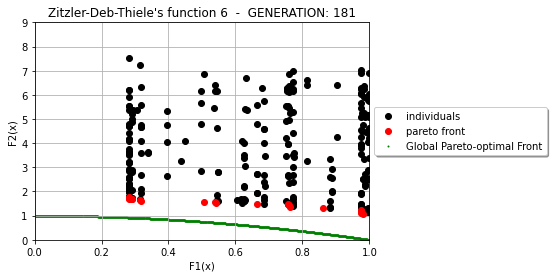 Zitzler-Deb-Thiele's function 6 - GENERATION: 181
F2(x)
9
8
7
6
5
4
3
2
1
0
0.0 0.2 0.4 0.6 0.8 1.0
F1(x)
individuals
pareto front
Global Pareto-optimal Front